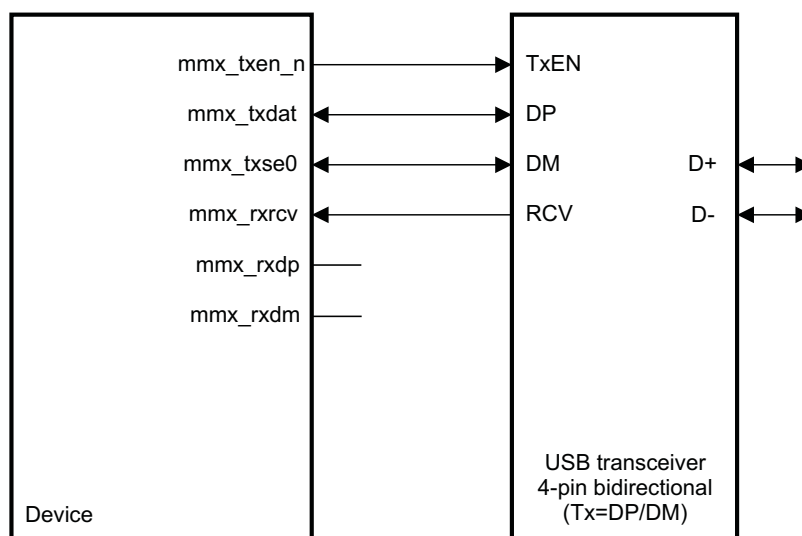 mmx_txen_n
TxEN
mmx_txdat
DP
mmx_txse0
DM
D+
mmx_rxrcv
RCV
D-
mmx_rxdp
mmx_rxdm
USB transceiver
4-pin bidirectional
(Tx=DP/DM)
Device